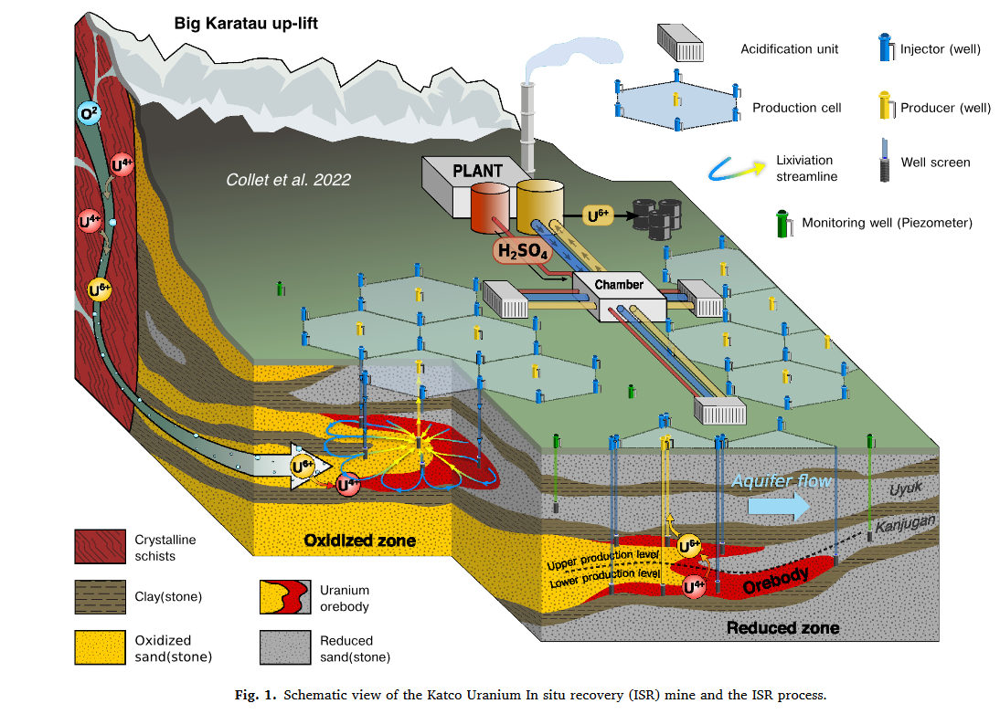 Big Karatau up-lift
Acidification unit
Injector (well)
Production cell
Producer (well)
Lixiviation
streamline
Well screen
Monitoring well (Piezometer)
O²
U⁴⁺
U⁴⁺
U⁶⁺
Collet et al. 2022
PLANT
U⁶⁺
H₂SO₄
Chamber
U⁶⁺
U⁴⁺
Oxidized zone
Aquifer flow
Uyuk
Kanjugan
Upper production level
Lower production level
U⁶⁺
U⁴⁺
Orebody
Reduced zone
Crystalline
schists
Clay(stone)
Uranium
orebody
Oxidized
sand(stone)
Reduced
sand(stone)
Fig. 1. Schematic view of the Katco Uranium In situ recovery (ISR) mine and the ISR process.